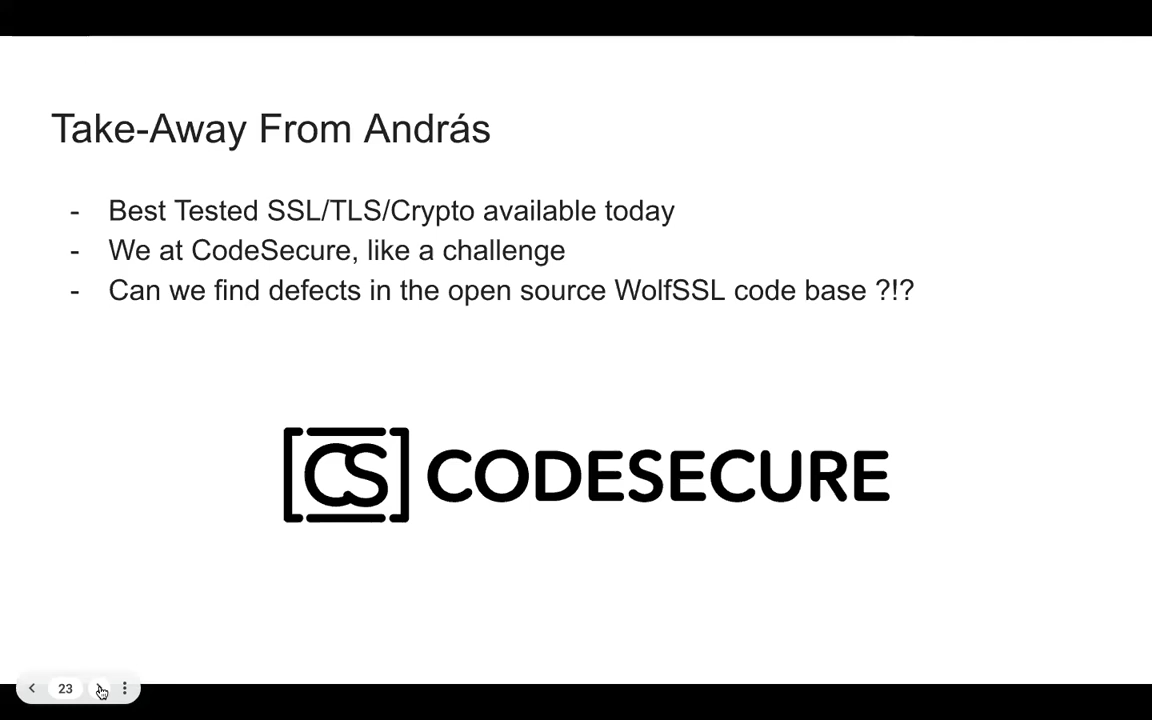 Take-Away From András
- Best Tested SSL/TLS/Crypto available today
- We at CodeSecure, like a challenge
- Can we find defects in the open source WolfSSL code base ?!?
CS CODESECURE
23